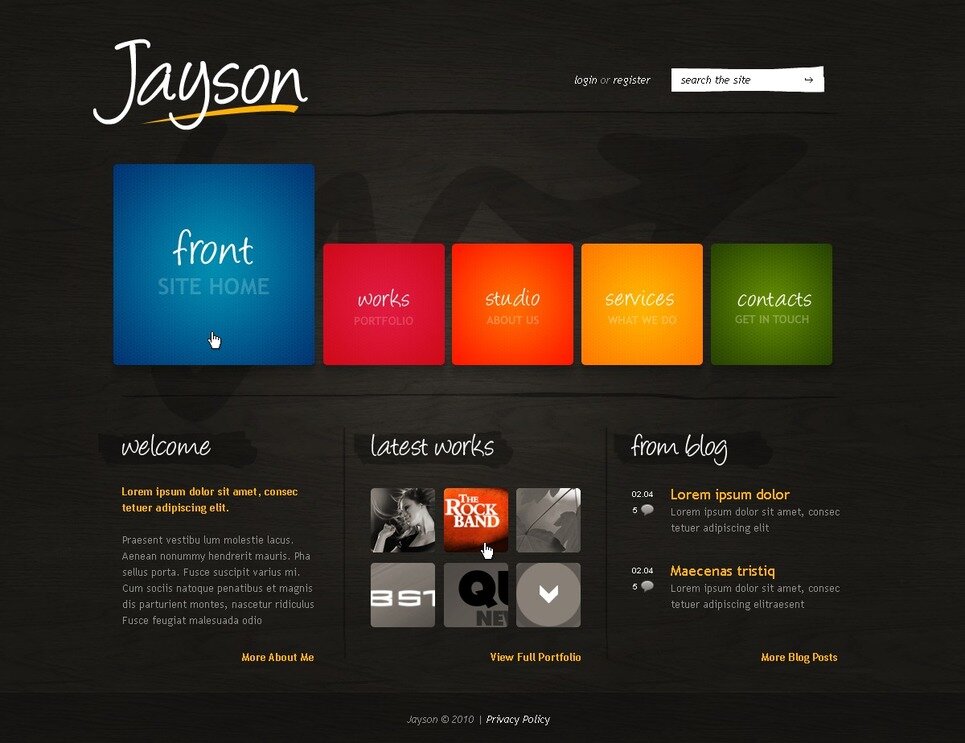 Jayson
login or register
search the site
front
SITE HOME
works
PORTFOLIO
studio
ABOUT US
services
WHAT WE DO
contacts
GET IN TOUCH
welcome
Lorem ipsum dolor sit amet, consec
tetuer adipiscing elit.
Praesent vestibu lum molestie lacus.
Aenean nonummy hendrerit mauris. Pha
sellus porta. Fusce suscipit varius mi.
Cum sociis natoque penatibus et magnis
dis parturient montes, nascetur ridiculus
Fusce feugiat malesuada odio
More About Me
latest works
THE
ROCK
BAND
BST
QU
NE
View Full Portfolio
from blog
02.04
Lorem ipsum dolor
5
Lorem ipsum dolor sit amet, consec
tetuer adipiscing elit
02.04
Maecenas tristiq
5
Lorem ipsum dolor sit amet, consec
tetuer adipiscing elitraesent
More Blog Posts
Jayson © 2010 | Privacy Policy